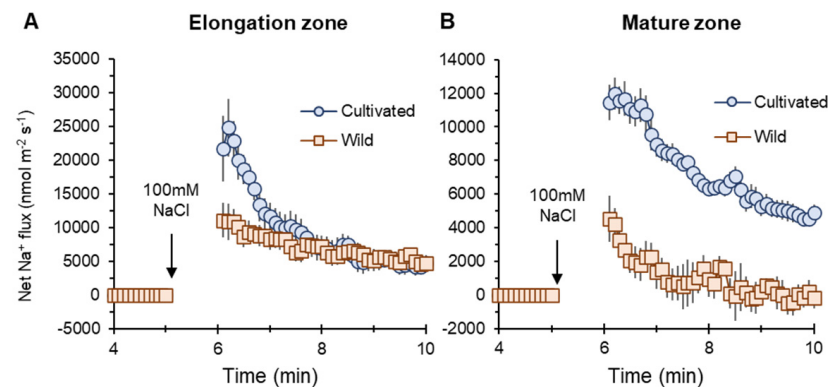 A
Elongation zone
35000
30000
25000
20000
15000
10000
5000
0
-5000
Net Na⁺ flux (nmol m⁻² s⁻¹)
Cultivated
Wild
100mM
NaCl
4
6
8
10
Time (min)
B
Mature zone
14000
12000
10000
8000
6000
4000
2000
0
-2000
Cultivated
Wild
100mM
NaCl
4
6
8
10
Time (min)